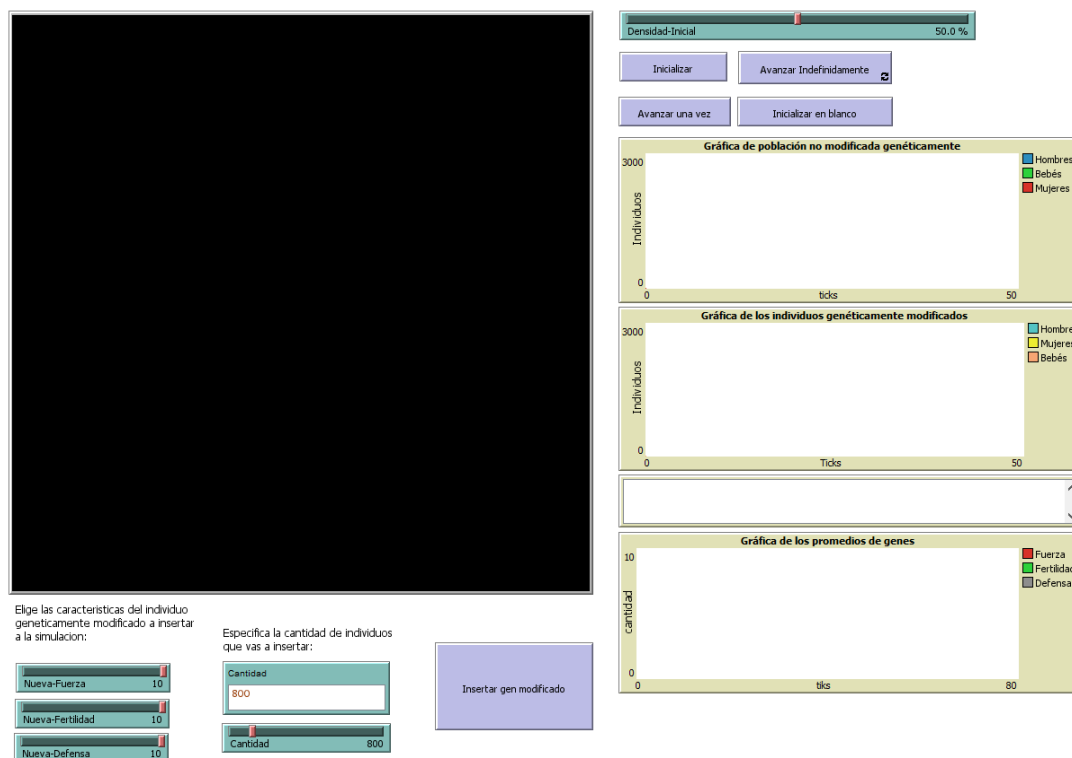 Densidad-Inicial 50.0 %
Inicializar
Avanzar Indefinidamente
Avanzar una vez
Inicializar en blanco
Gráfica de población no modificada genéticamente
3000
Individuos
0
0
ticks
50
Hombres
Bebés
Mujeres
Gráfica de los individuos genéticamente modificados
3000
Individuos
0
0
Ticks
50
Hombre
Mujeres
Bebés
Gráfica de los promedios de genes
10
cantidad
0
0
tiks
80
Fuerza
Fertilidad
Defensa
Elige las caracteristicas del individuo
geneticamente modificado a insertar
a la simulacion:
Nueva-Fuerza 10
Nueva-Fertilidad 10
Nueva-Defensa 10
Especifica la cantidad de individuos
que vas a insertar:
Cantidad
800
Cantidad 800
Insertar gen modificado